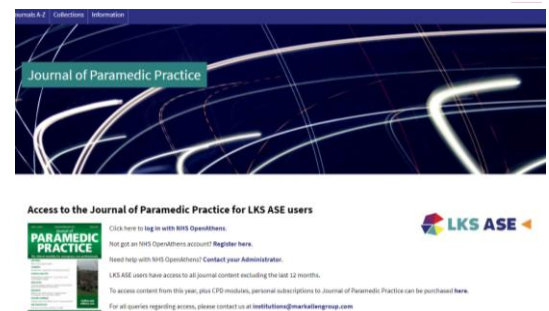 Journals A-Z Collections Information
Journal of Paramedic Practice
Access to the Journal of Paramedic Practice for LKS ASE users
PARAMEDIC
PRACTICE
Click here to log in with NHS OpenAthens.
Not got an NHS OpenAthens account? Register here.
Need help with NHS OpenAthens? Contact your Administrator.
LKS ASE users have access to all journal content excluding the last 12 months.
To access content from this year, plus CPD modules, personal subscriptions to Journal of Paramedic Practice can be purchased here.
For all queries regarding access, please contact us at institutions@markallengroup.com
LKS ASE